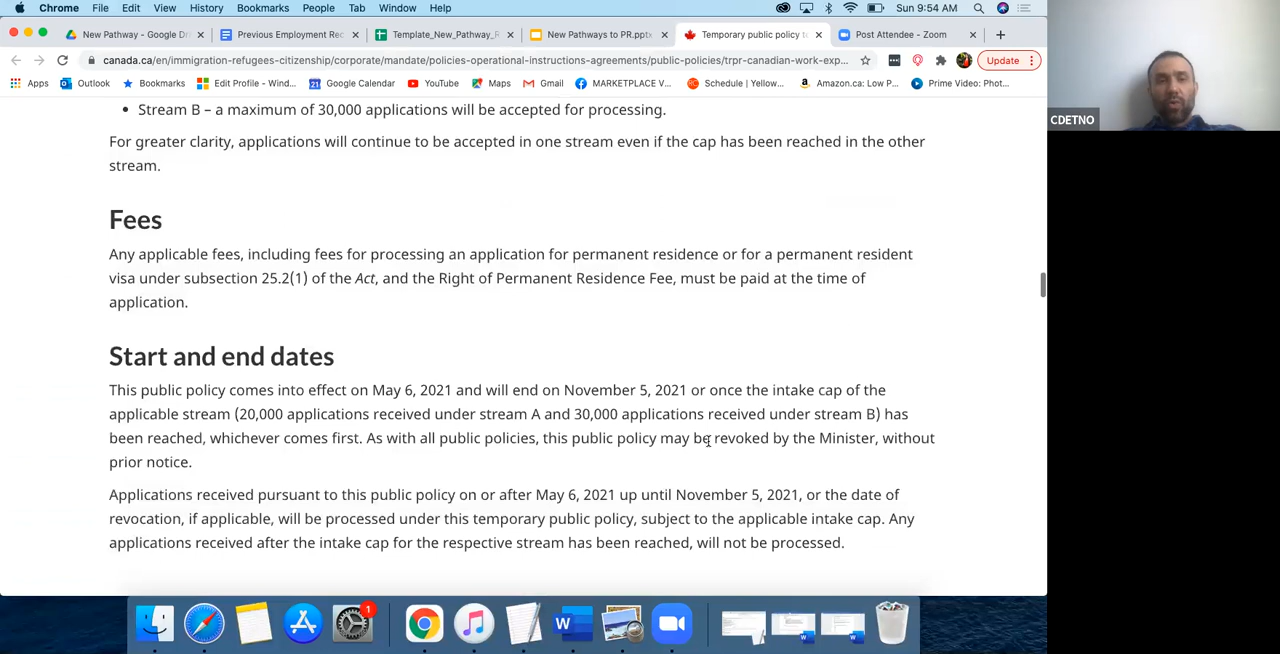 Chrome File Edit View History Bookmarks People Tab Window Help Sun 9:54 AM
New Pathway - Google Dr Previous Employment Rec Template_New_Pathway_R New Pathways to PR.pptx Temporary public policy to Post Attendee - Zoom
canada.ca/en/immigration-refugees-citizenship/corporate/mandate/policies-operational-instructions-agreements/public-policies/trpr-canadian-work-exp... Update
Apps Outlook Bookmarks Edit Profile - Wind... 21 Google Calendar YouTube Maps Gmail MARKETPLACE V... Schedule | Yellow... Amazon.ca: Low P... Prime Video: Phot...
• Stream B – a maximum of 30,000 applications will be accepted for processing.
For greater clarity, applications will continue to be accepted in one stream even if the cap has been reached in the other
stream.
Fees
Any applicable fees, including fees for processing an application for permanent residence or for a permanent resident
visa under subsection 25.2(1) of the Act, and the Right of Permanent Residence Fee, must be paid at the time of
application.
Start and end dates
This public policy comes into effect on May 6, 2021 and will end on November 5, 2021 or once the intake cap of the
applicable stream (20,000 applications received under stream A and 30,000 applications received under stream B) has
been reached, whichever comes first. As with all public policies, this public policy may be revoked by the Minister, without
prior notice.
Applications received pursuant to this public policy on or after May 6, 2021 up until November 5, 2021, or the date of
revocation, if applicable, will be processed under this temporary public policy, subject to the applicable intake cap. Any
applications received after the intake cap for the respective stream has been reached, will not be processed.
CDETNO
1
W